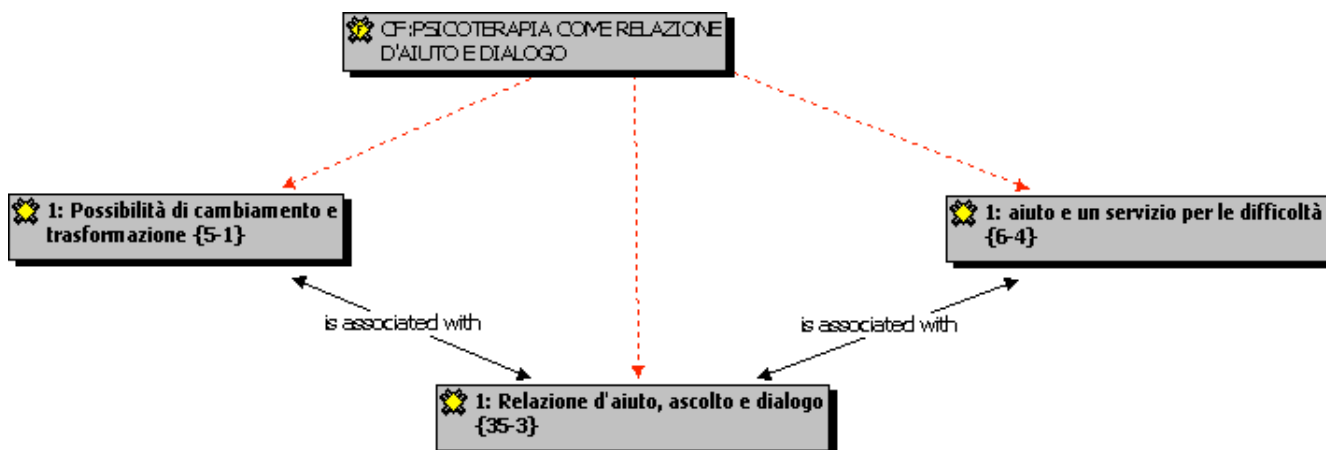 CF:PSICOTERAPIA COME RELAZIONE
D'AIUTO E DIALOGO
1: Possibilità di cambiamento e
trasformazione {5-1}
1: aiuto e un servizio per le difficoltà
{6-4}
is associated with
is associated with
1: Relazione d'aiuto, ascolto e dialogo
{35-3}